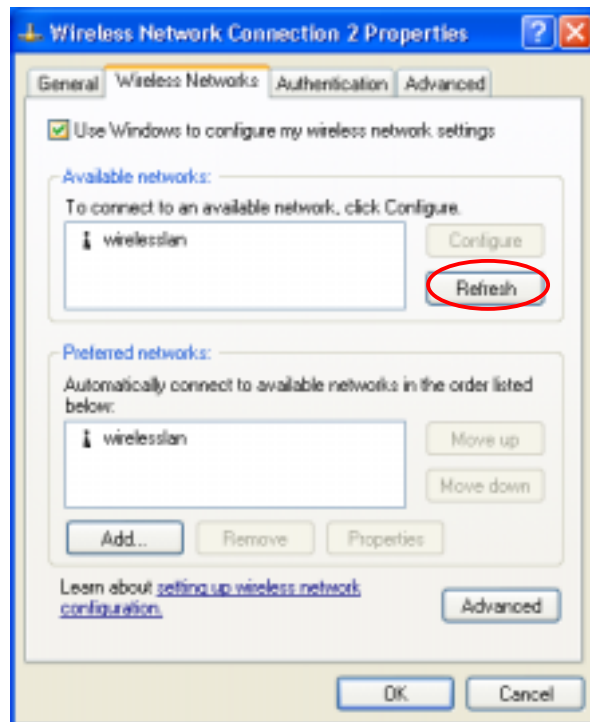 Wireless Network Connection 2 Properties
General Wireless Networks Authentication Advanced
Use Windows to configure my wireless network settings
Available networks:
To connect to an available network, click Configure.
wirelesslan
Configure
Refresh
Preferred networks:
Automatically connect to available networks in the order listed
below:
wirelesslan
Move up
Move down
Add... Remove Properties
Learn about setting up wireless network
configuration.
Advanced
OK Cancel